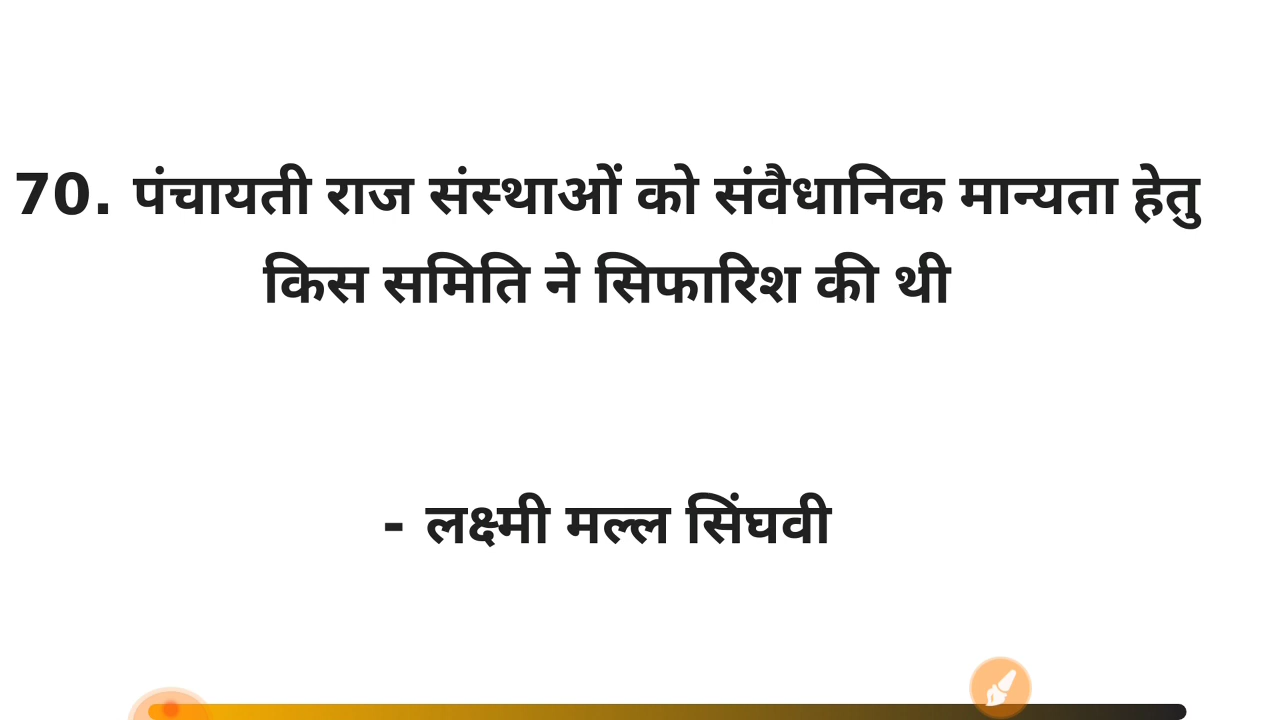 70. पंचायती राज संस्थाओं को संवैधानिक मान्यता हेतु
किस समिति ने सिफारिश की थी
- लक्ष्मी मल्ल सिंघवी